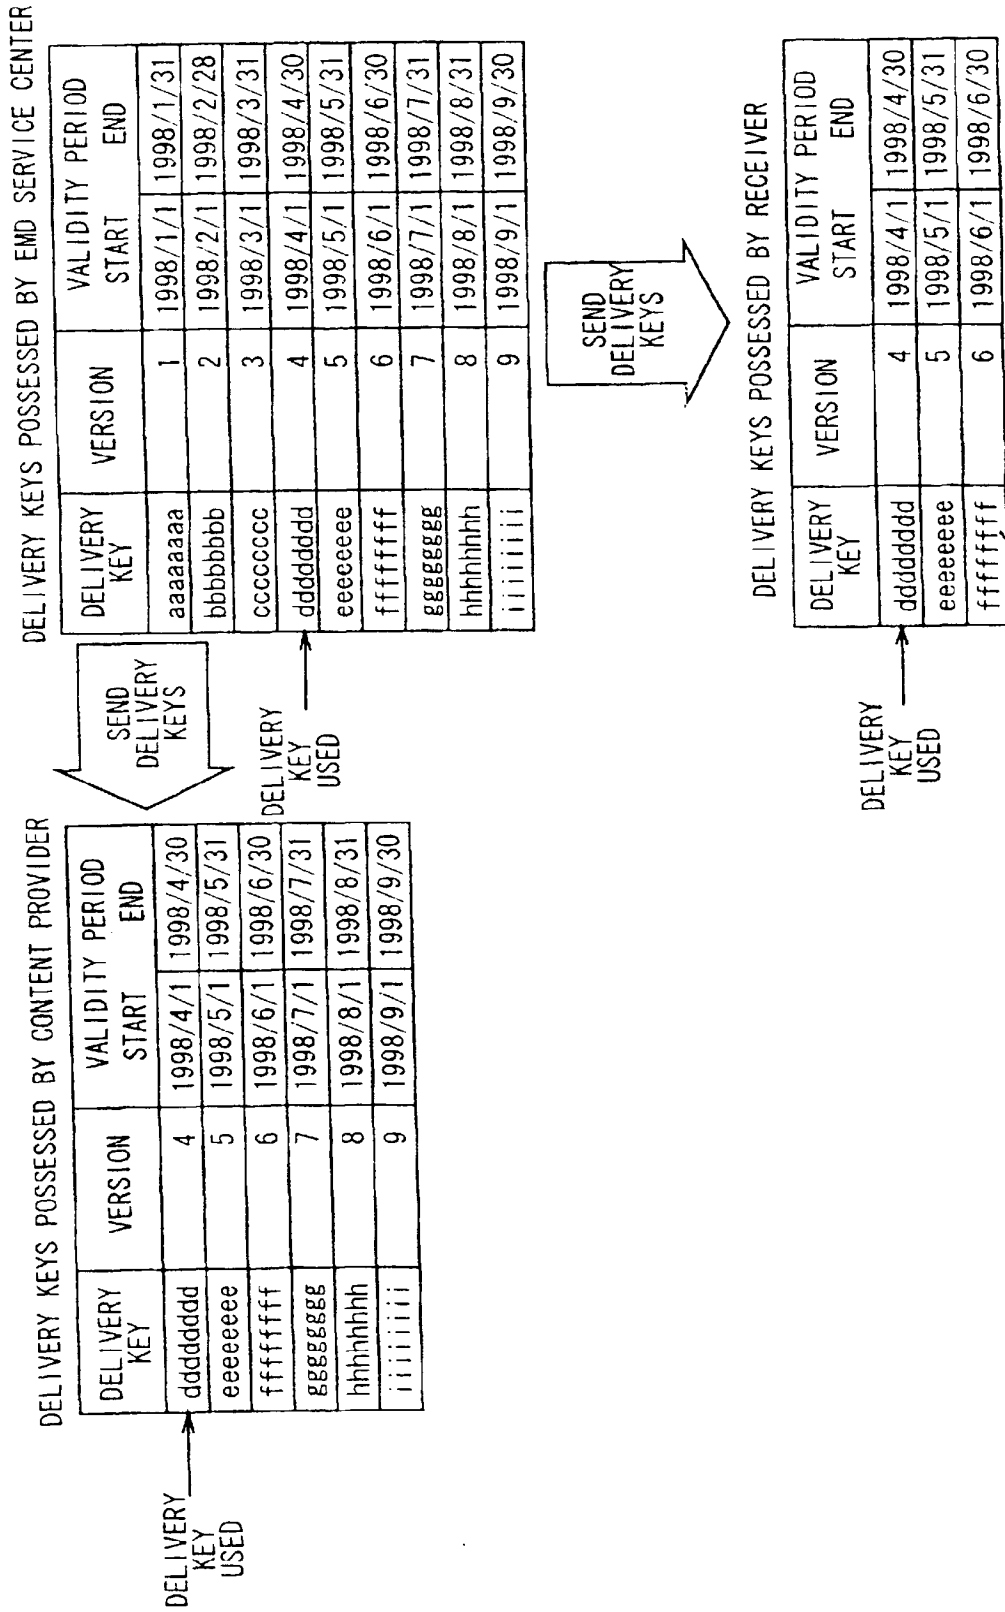 DELIVERY KEYS POSSESSED BY EMD SERVICE CENTER
DELIVERY KEY VERSION VALIDITY PERIOD START END
aaaaaaaa 1 1998/1/1 1998/1/31
bbbbbbbb 2 1998/2/1 1998/2/28
cccccccc 3 1998/3/1 1998/3/31
dddddddd 4 1998/4/1 1998/4/30
eeeeeeee 5 1998/5/1 1998/5/31
ffffffff 6 1998/6/1 1998/6/30
gggggggg 7 1998/7/1 1998/7/31
hhhhhhhh 8 1998/8/1 1998/8/31
iiiiiiii 9 1998/9/1 1998/9/30
DELIVERY
KEY
USED
SEND
DELIVERY
KEYS
SEND
DELIVERY
KEYS
DELIVERY KEYS POSSESSED BY CONTENT PROVIDER
DELIVERY KEY VERSION VALIDITY PERIOD START END
dddddddd 4 1998/4/1 1998/4/30
eeeeeeee 5 1998/5/1 1998/5/31
ffffffff 6 1998/6/1 1998/6/30
gggggggg 7 1998/7/1 1998/7/31
hhhhhhhh 8 1998/8/1 1998/8/31
iiiiiiii 9 1998/9/1 1998/9/30
DELIVERY
KEY
USED
DELIVERY KEYS POSSESSED BY RECEIVER
DELIVERY KEY VERSION VALIDITY PERIOD START END
dddddddd 4 1998/4/1 1998/4/30
eeeeeeee 5 1998/5/1 1998/5/31
ffffffff 6 1998/6/1 1998/6/30
DELIVERY
KEY
USED